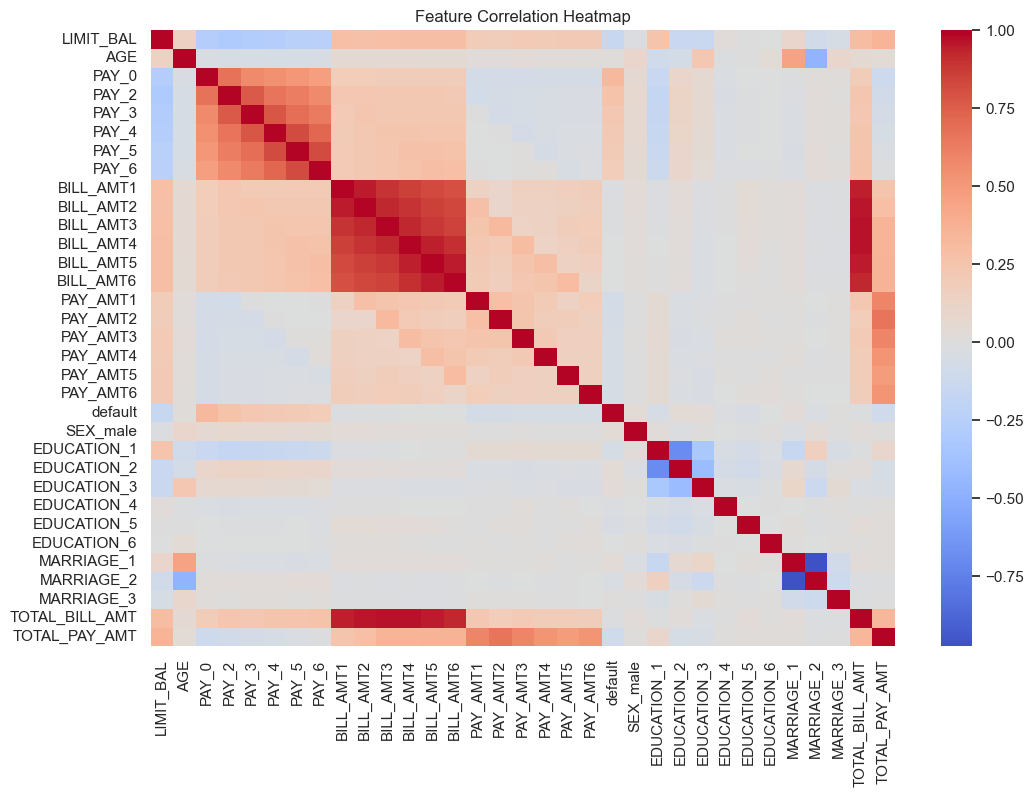 Feature Correlation Heatmap
LIMIT_BAL
AGE
PAY_0
PAY_2
PAY_3
PAY_4
PAY_5
PAY_6
BILL_AMT1
BILL_AMT2
BILL_AMT3
BILL_AMT4
BILL_AMT5
BILL_AMT6
PAY_AMT1
PAY_AMT2
PAY_AMT3
PAY_AMT4
PAY_AMT5
PAY_AMT6
default
SEX_male
EDUCATION_1
EDUCATION_2
EDUCATION_3
EDUCATION_4
EDUCATION_5
EDUCATION_6
MARRIAGE_1
MARRIAGE_2
MARRIAGE_3
TOTAL_BILL_AMT
TOTAL_PAY_AMT
LIMIT_BAL
AGE
PAY_0
PAY_2
PAY_3
PAY_4
PAY_5
PAY_6
BILL_AMT1
BILL_AMT2
BILL_AMT3
BILL_AMT4
BILL_AMT5
BILL_AMT6
PAY_AMT1
PAY_AMT2
PAY_AMT3
PAY_AMT4
PAY_AMT5
PAY_AMT6
default
SEX_male
EDUCATION_1
EDUCATION_2
EDUCATION_3
EDUCATION_4
EDUCATION_5
EDUCATION_6
MARRIAGE_1
MARRIAGE_2
MARRIAGE_3
TOTAL_BILL_AMT
TOTAL_PAY_AMT
1.00
0.75
0.50
0.25
0.00
−0.25
−0.50
−0.75